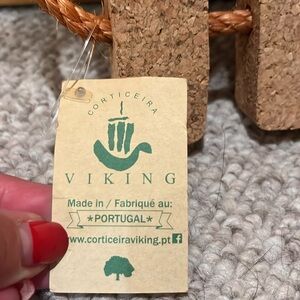 CORTICEIRA
VIKING
Made in / Fabriqué au:
*PORTUGAL*
www.corticeiraviking.pt f